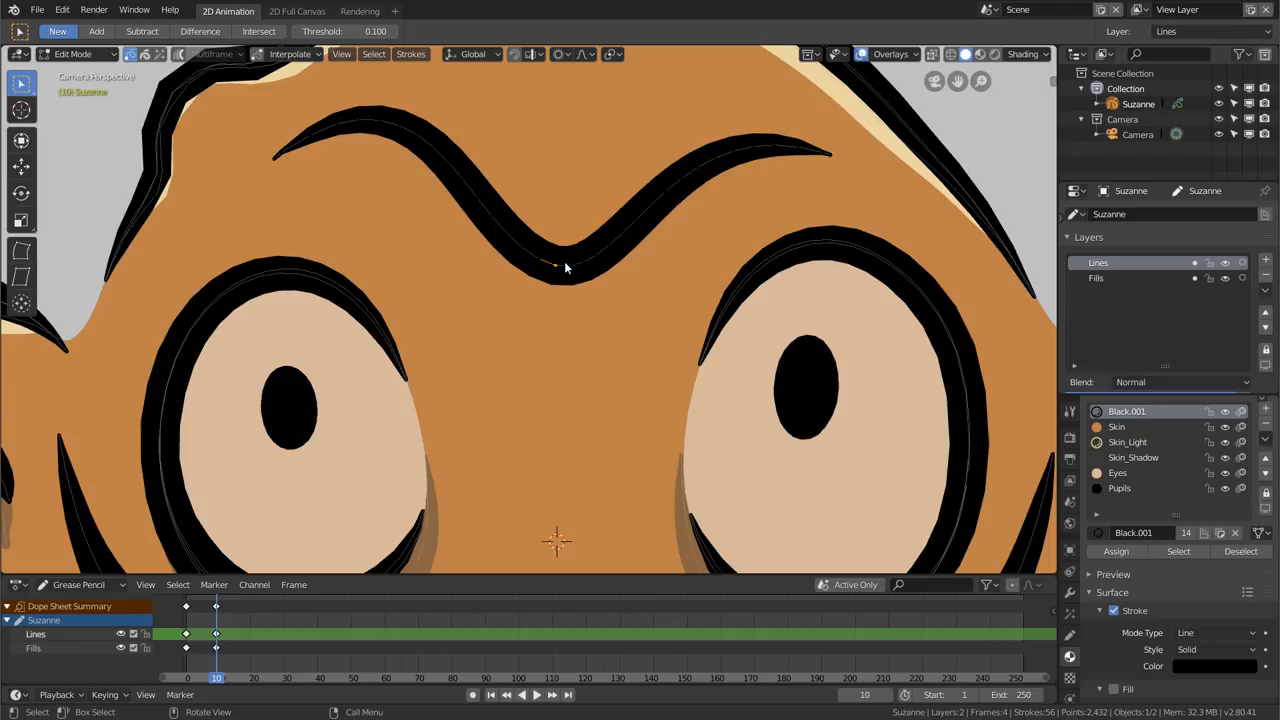 File Edit Render Window Help 2D Animation 2D Full Canvas Rendering + Scene View Layer
New Add Subtract Difference Intersect Threshold: 0.100 Layer: Lines
Edit Mode Multiframe Interpolate View Select Strokes Global Overlays Shading
Camera Perspective
(10) Suzanne
Scene Collection
Collection
Suzanne
Camera
Camera
Suzanne Suzanne
Suzanne
Layers
Lines
Fills
Blend: Normal
Black.001
Skin
Skin_Light
Skin_Shadow
Eyes
Pupils
Black.001 14
Assign Select Deselect
Preview
Surface
Stroke
Mode Type Line
Style Solid
Color
Fill
Grease Pencil View Select Marker Channel Frame Active Only
Dope Sheet Summary
Suzanne
Lines
Fills
0 10 20 30 40 50 60 70 80 90 100 110 120 130 140 150 160 170 180 190 200 210 220 230 240 250
Playback Keying View Marker 10 Start: 1 End: 250
Select Box Select Rotate View Call Menu Suzanne | Layers:2 | Frames:4 | Strokes:56 | Points:2,432 | Objects:1/2 | Mem: 32.3 MB | v2.80.41